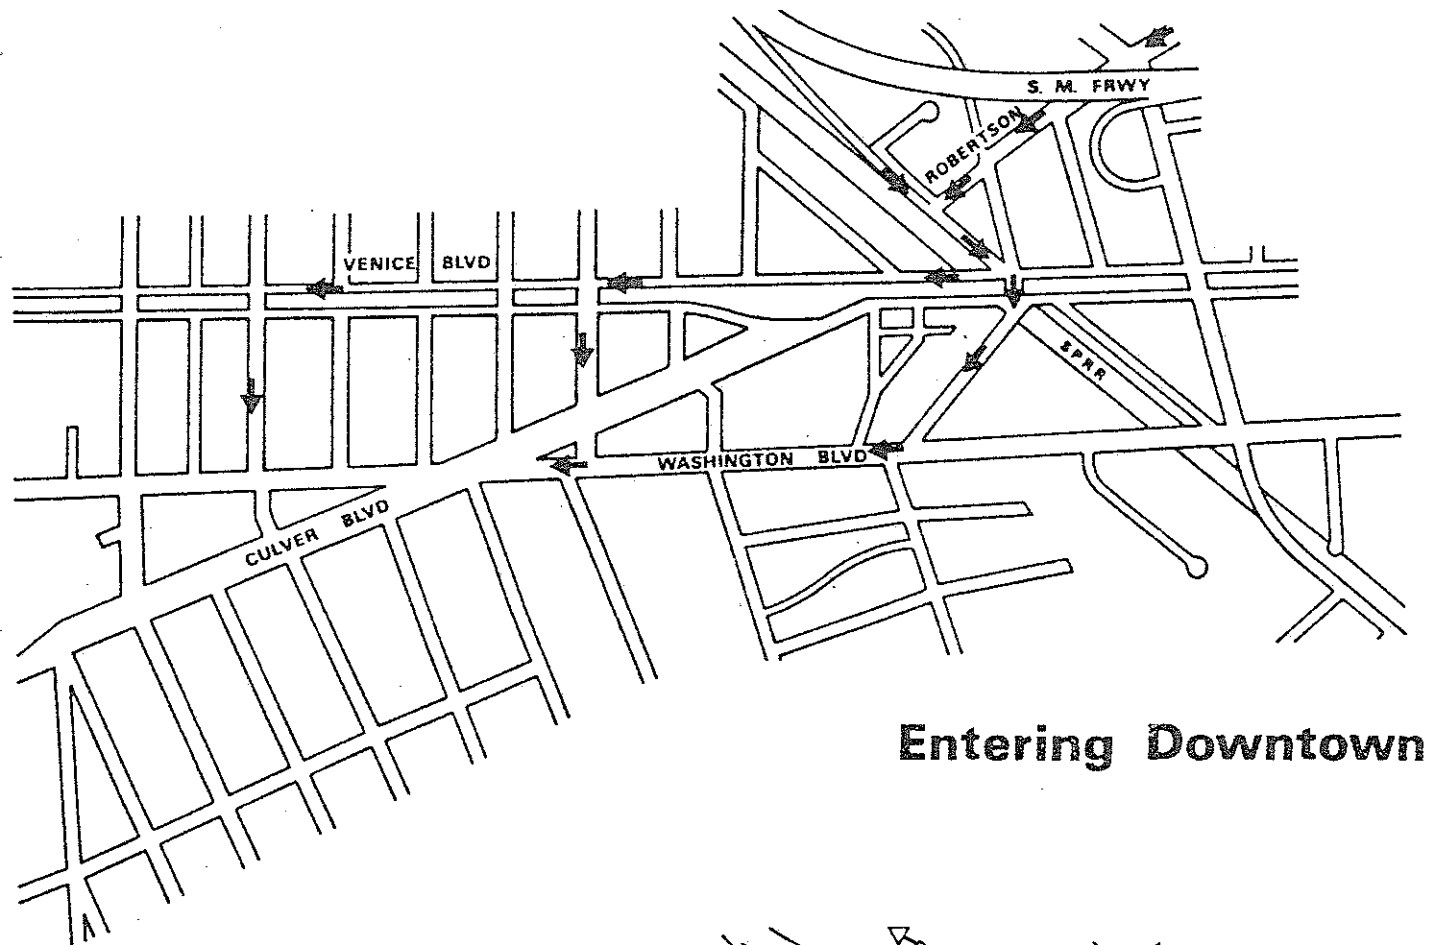 S. M. FRWY
ROBERTSON
VENICE BLVD
SPRR
WASHINGTON BLVD
CULVER BLVD
Entering Downtown